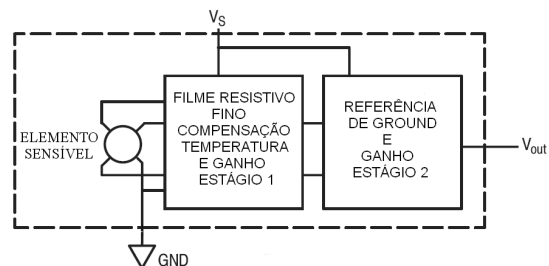 VS
ELEMENTO
SENSÍVEL
FILME RESISTIVO
FINO
COMPENSAÇÃO
TEMPERATURA
E GANHO
ESTÁGIO 1
REFERÊNCIA
DE GROUND
E
GANHO
ESTÁGIO 2
Vout
GND